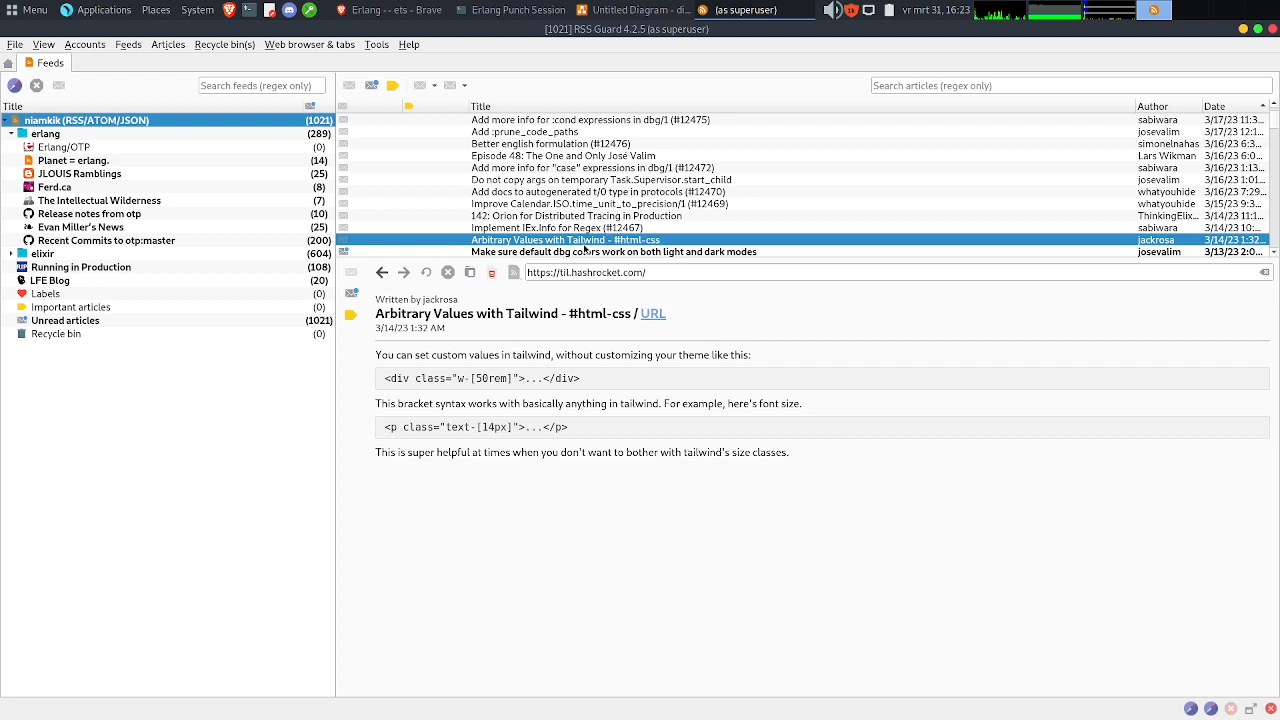 Menu Applications Places System Erlang -- ets - Brave Erlang Punch Session Untitled Diagram - di... (as superuser) vr mrt 31, 16:23
[1021] RSS Guard 4.2.5 (as superuser)
File View Accounts Feeds Articles Recycle bin(s) Web browser & tabs Tools Help
Feeds
Search feeds (regex only) Search articles (regex only)
Title
niamkik (RSS/ATOM/JSON) (1021)
erlang (289)
Erlang/OTP (0)
Planet = erlang. (14)
JLOUIS Ramblings (25)
Ferd.ca (8)
The Intellectual Wilderness (7)
Release notes from otp (10)
Evan Miller's News (7)
Recent Commits to otp:master (200)
elixir (604)
Running in Production (108)
LFE Blog (1)
Labels (0)
Important articles (0)
Unread articles (1021)
Recycle bin (0)
Title Author Date
Add more info for :cond expressions in dbg/1 (#12475) sabiwara 3/17/23 11:3...
Add :prune_code_paths josevalim 3/17/23 12:1...
Better english formulation (#12476) simonelnahas 3/16/23 8:4...
Episode 48: The One and Only José Valim Lars Wikman 3/16/23 6:0...
Add more info for "case" expressions in dbg/1 (#12472) sabiwara 3/16/23 1:3...
Do not copy args on temporary Task.Supervisor.start_child josevalim 3/16/23 1:01...
Add docs to autogenerated t/0 type in protocols (#12470) whatyouhide 3/15/23 7:29...
Improve Calendar.ISO.time_unit_to_precision/1 (#12469) whatyouhide
142: Orion for Distributed Tracing in Production ThinkingElix... 3/14/23 11:1...
Implement IEx.Info for Regex (#12467) sabiwara 3/14/23 10:...
Arbitrary Values with Tailwind - #html-css jackrosa 3/14/23 1:32...
Make sure default dbg colors work on both light and dark modes josevalim 3/13/23 2:0...
https://til.hashrocket.com/
Written by jackrosa
Arbitrary Values with Tailwind - #html-css / URL
3/14/23 1:32 AM
You can set custom values in tailwind, without customizing your theme like this:
<div class="w-[50rem]">...</div>
This bracket syntax works with basically anything in tailwind. For example, here's font size.
<p class="text-[14px]">...</p>
This is super helpful at times when you don't want to bother with tailwind's size classes.